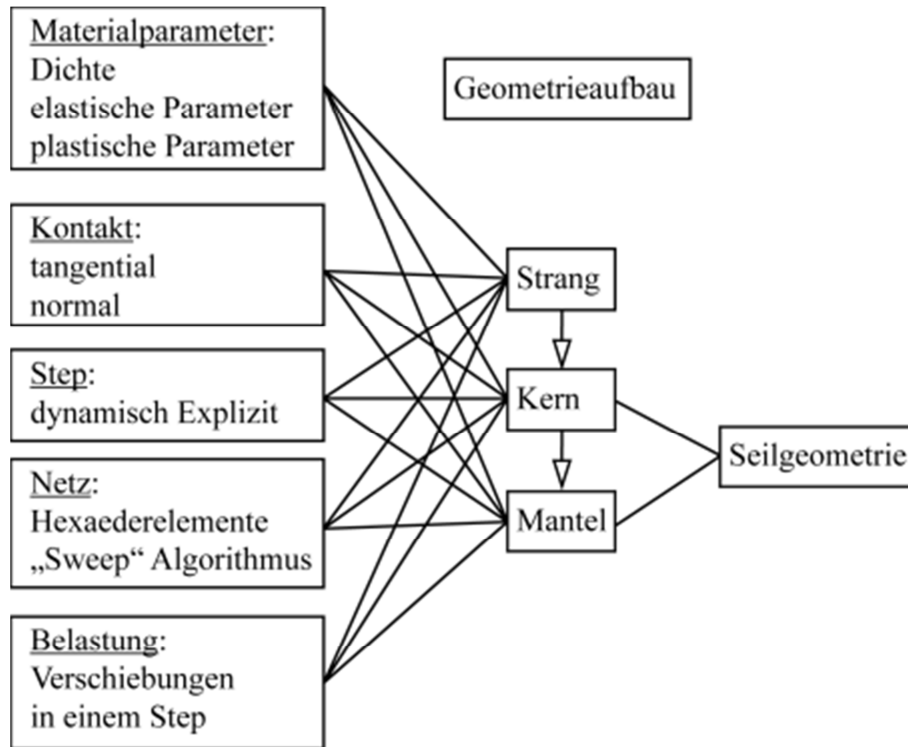 Materialparameter:
Dichte
elastische Parameter
plastische Parameter
Geometrieaufbau
Kontakt:
tangential
normal
Strang
Step:
dynamisch Explizit
Kern
Seilgeometrie
Netz:
Hexaederelemente
„Sweep“ Algorithmus
Mantel
Belastung:
Verschiebungen
in einem Step